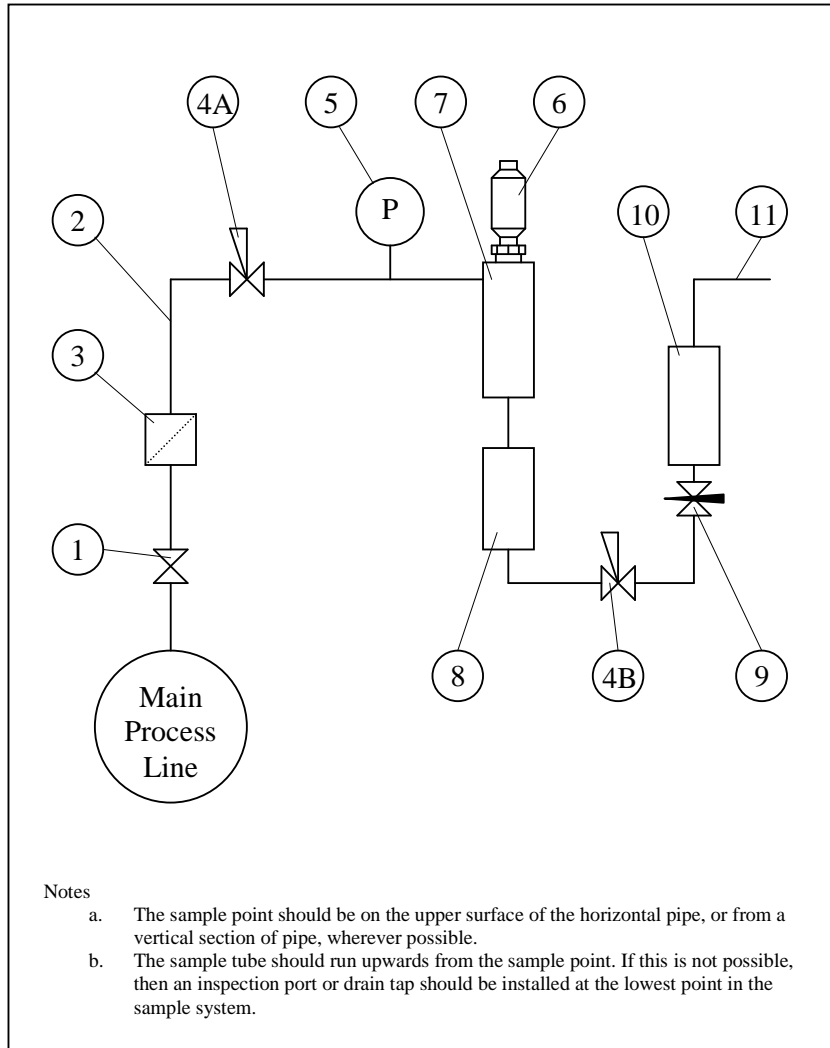 4A
5
7
6
2
10
11
P
3
1
8
4B
9
Main
Process
Line
Notes
a. The sample point should be on the upper surface of the horizontal pipe, or from a
vertical section of pipe, wherever possible.
b. The sample tube should run upwards from the sample point. If this is not possible,
then an inspection port or drain tap should be installed at the lowest point in the
sample system.